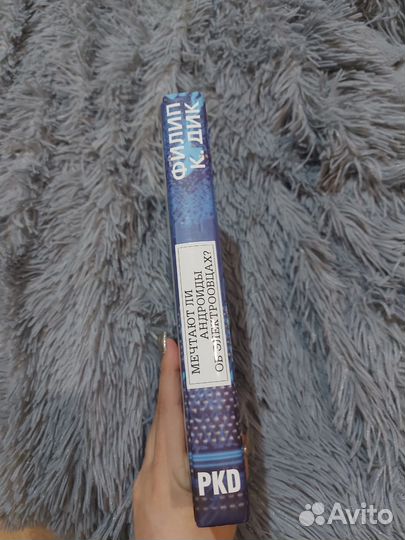 ФИЛИП
К. ДИК
МЕЧТАЮТ ЛИ
АНДРОИДЫ
ОБ ЭЛЕКТРООВЦАХ?
PKD
Avito